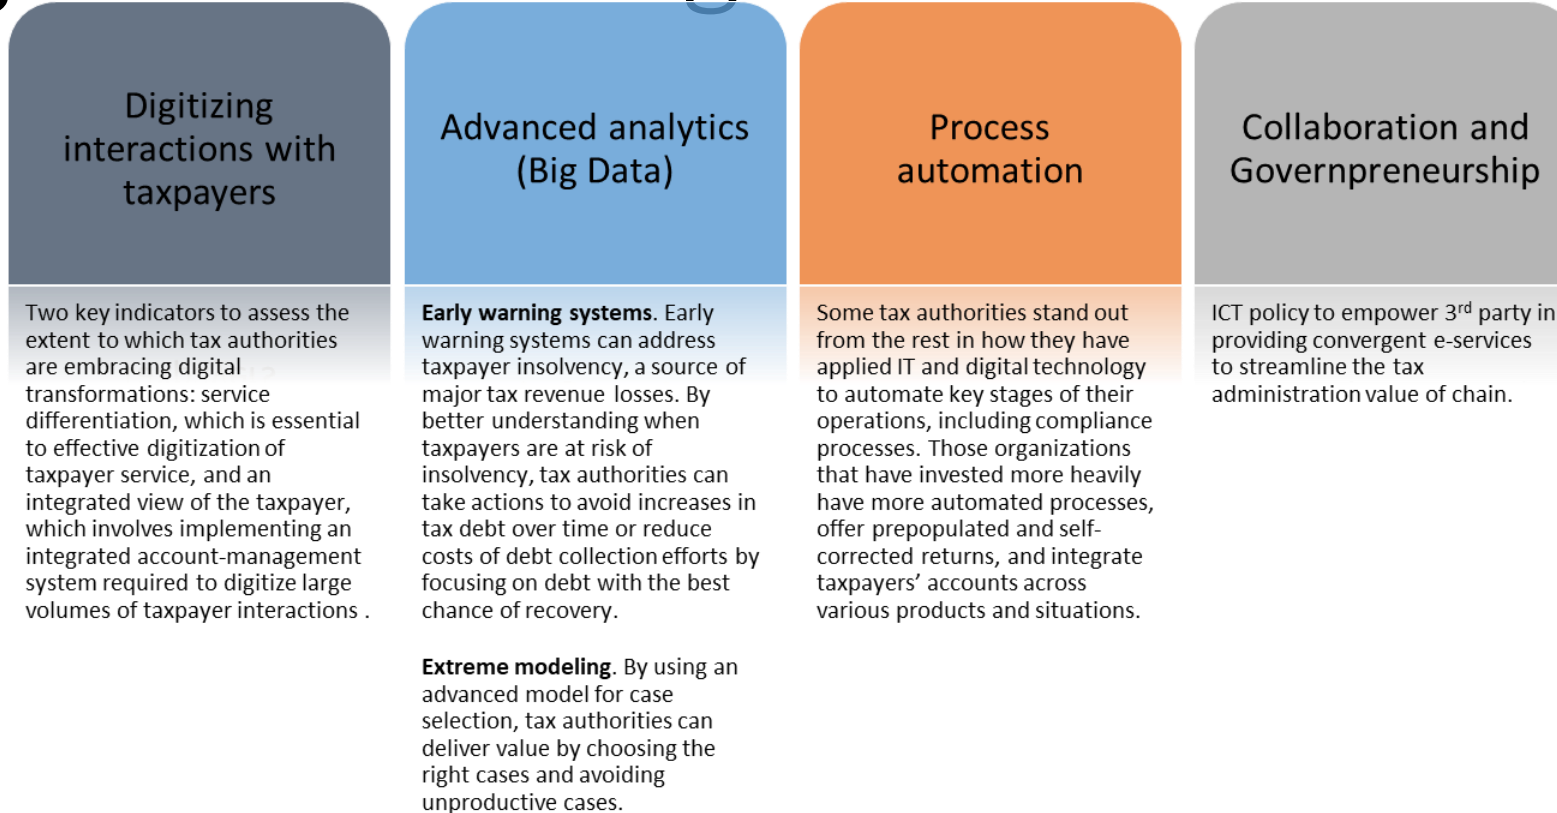 Digitizing
interactions with
taxpayers
Two key indicators to assess the
extent to which tax authorities
are embracing digital
transformations: service
differentiation, which is essential
to effective digitization of
taxpayer service, and an
integrated view of the taxpayer,
which involves implementing an
integrated account-management
system required to digitize large
volumes of taxpayer interactions .
Advanced analytics
(Big Data)
Early warning systems. Early
warning systems can address
taxpayer insolvency, a source of
major tax revenue losses. By
better understanding when
taxpayers are at risk of
insolvency, tax authorities can
take actions to avoid increases in
tax debt over time or reduce
costs of debt collection efforts by
focusing on debt with the best
chance of recovery.
Extreme modeling. By using an
advanced model for case
selection, tax authorities can
deliver value by choosing the
right cases and avoiding
unproductive cases.
Process
automation
Some tax authorities stand out
from the rest in how they have
applied IT and digital technology
to automate key stages of their
operations, including compliance
processes. Those organizations
that have invested more heavily
have more automated processes,
offer prepopulated and self-
corrected returns, and integrate
taxpayers’ accounts across
various products and situations.
Collaboration and
Governpreneurship
ICT policy to empower 3rd party in
providing convergent e-services
to streamline the tax
administration value of chain.